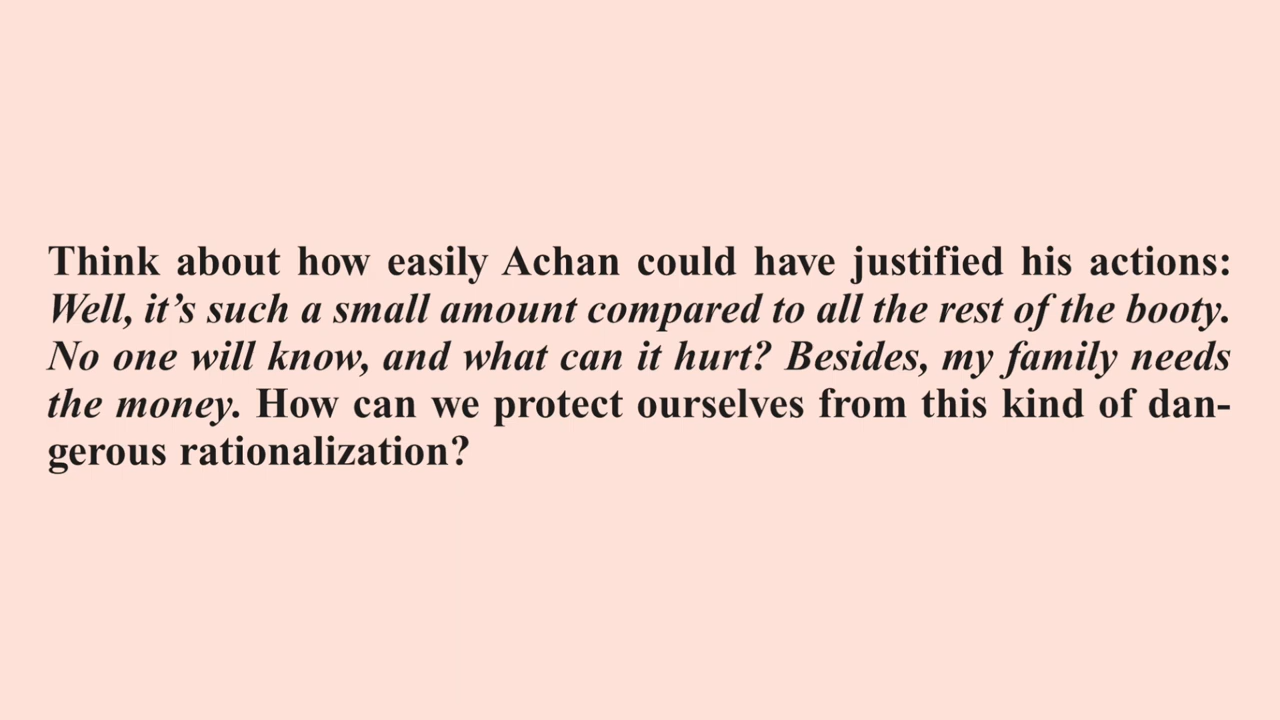 Think about how easily Achan could have justified his actions:
Well, it’s such a small amount compared to all the rest of the booty.
No one will know, and what can it hurt? Besides, my family needs
the money. How can we protect ourselves from this kind of dan-
gerous rationalization?